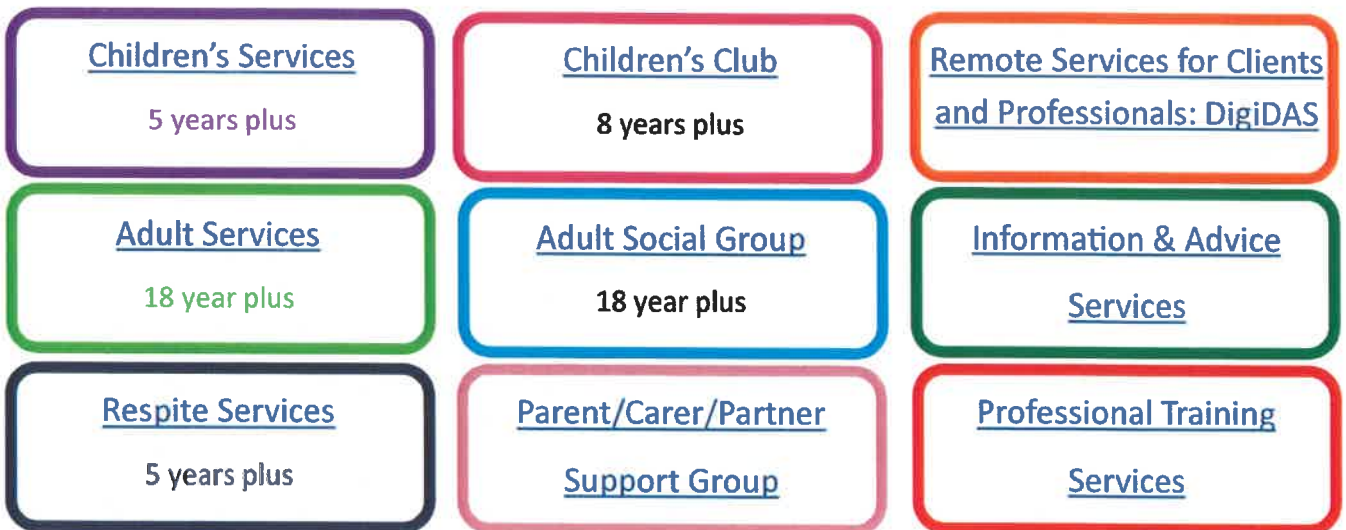 Children's Services
5 years plus
Children's Club
8 years plus
Remote Services for Clients
and Professionals: DigiDAS
Adult Services
18 year plus
Adult Social Group
18 year plus
Information & Advice
Services
Respite Services
5 years plus
Parent/Carer/Partner
Support Group
Professional Training
Services